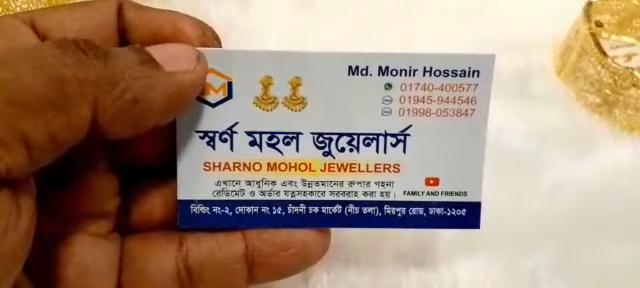 M
Md. Monir Hossain
01740-400577
01945-944546
01998-053847
স্বর্ণ মহল জুয়েলার্স
SHARNO MOHOL JEWELLERS
এখানে আধুনিক এবং উন্নতমানের রুপার গহনা
রেডিমেট ও অর্ডার যত্নসহকারে সরবরাহ করা হয়।
FAMILY AND FRIENDS
বিল্ডিং নং-২, দোকান নং ১৫, চাঁদনী চক মার্কেট (নীচ তলা), মিরপুর রোড, ঢাকা-১২০৫